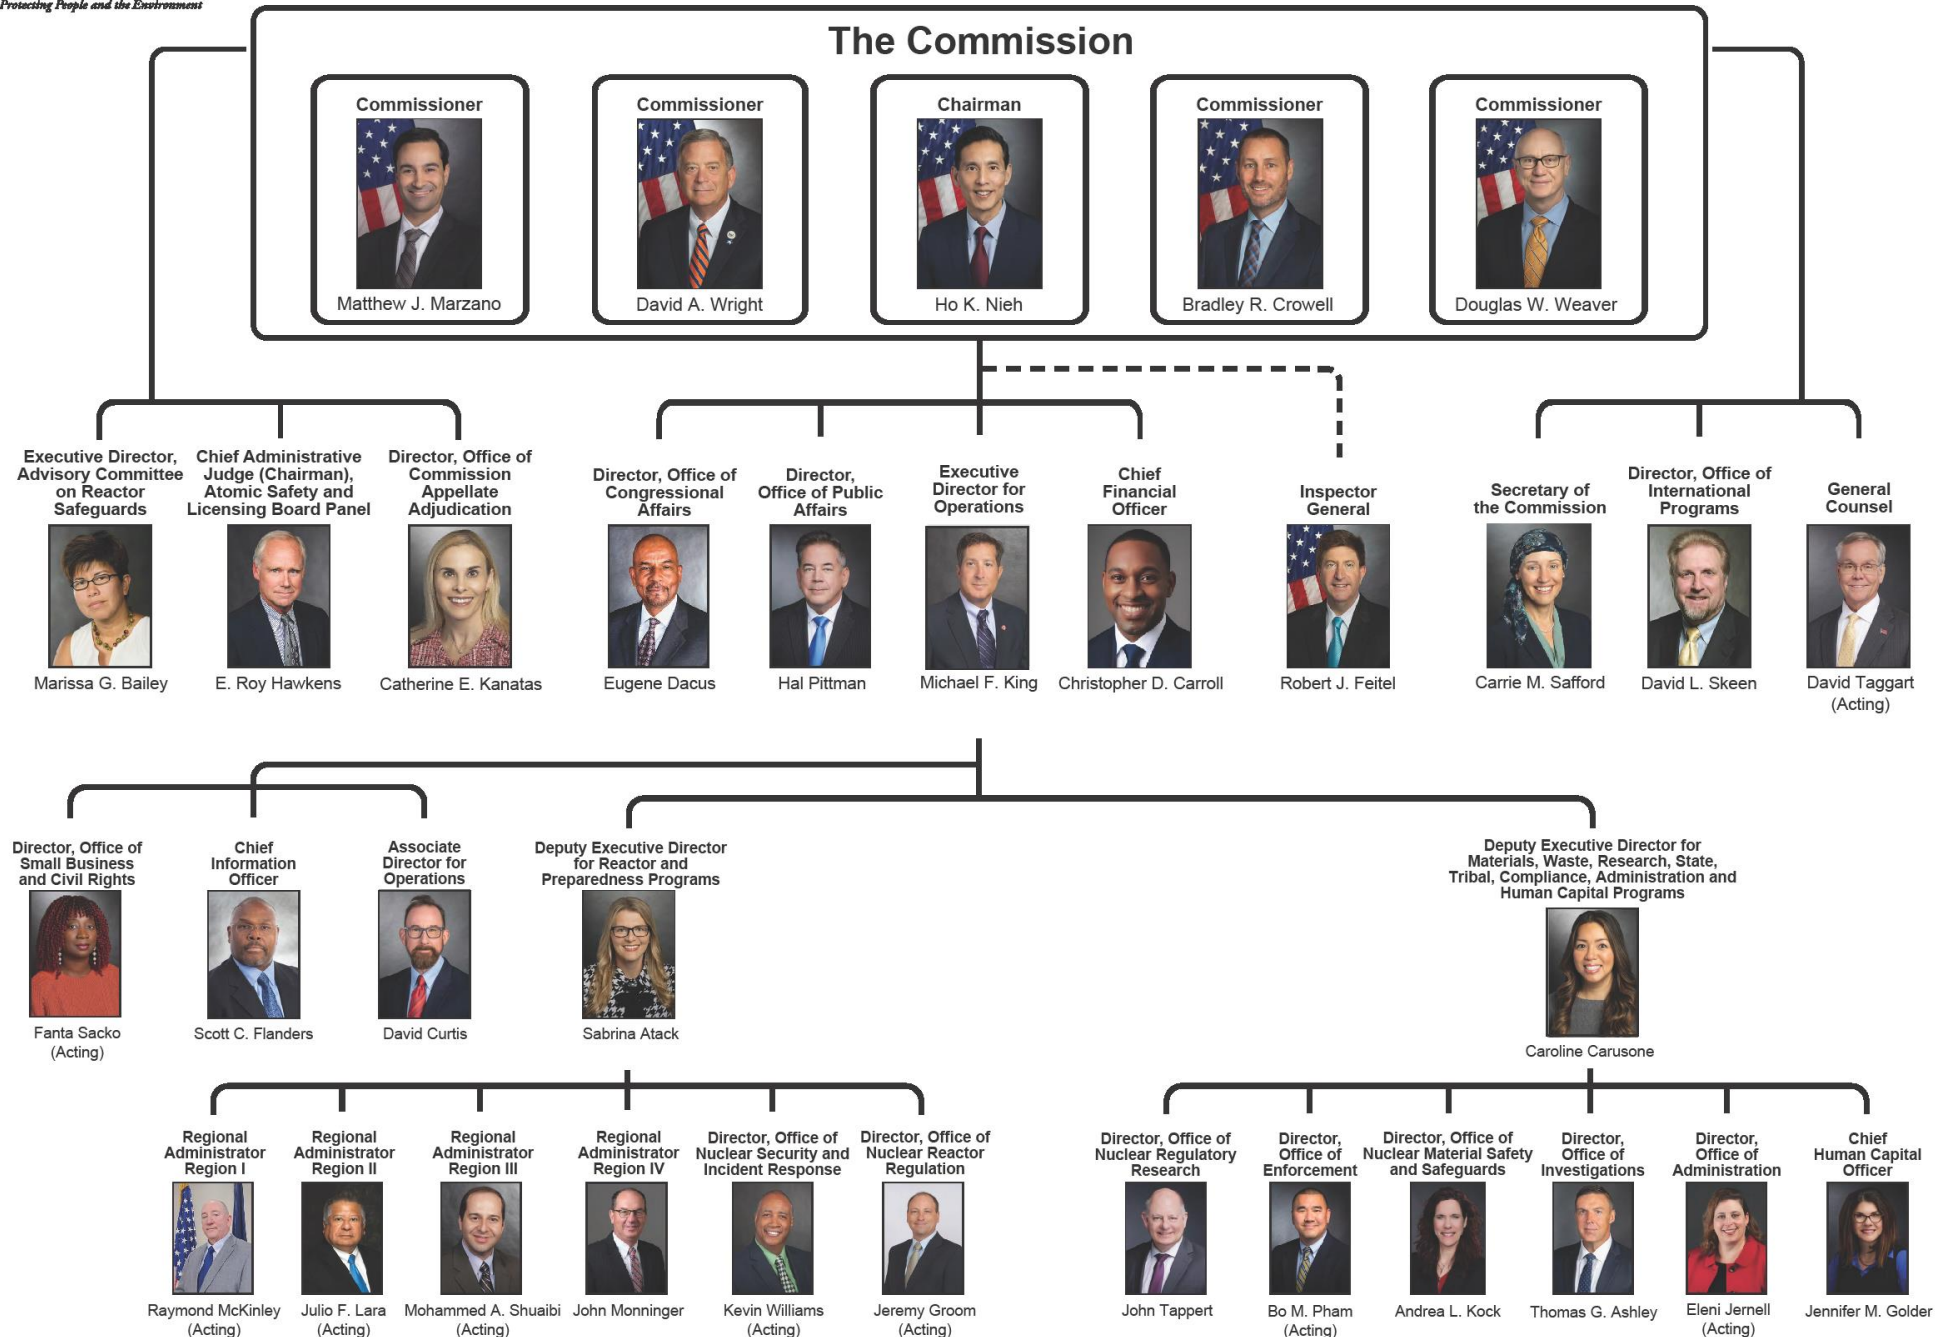 Protecting People and the Environment
The Commission
Commissioner
Matthew J. Marzano
Commissioner
David A. Wright
Chairman
Ho K. Nieh
Commissioner
Bradley R. Crowell
Commissioner
Douglas W. Weaver
Executive Director,
Advisory Committee
on Reactor
Safeguards
Marissa G. Bailey
Chief Administrative
Judge (Chairman),
Atomic Safety and
Licensing Board Panel
E. Roy Hawkens
Director, Office of
Commission
Appellate
Adjudication
Catherine E. Kanatas
Director, Office of
Congressional
Affairs
Eugene Dacus
Director,
Office of Public
Affairs
Hal Pittman
Executive
Director for
Operations
Michael F. King
Chief
Financial
Officer
Christopher D. Carroll
Inspector
General
Robert J. Feitel
Secretary of
the Commission
Carrie M. Safford
Director, Office of
International
Programs
David L. Skeen
General
Counsel
David Taggart
(Acting)
Director, Office of
Small Business
and Civil Rights
Fanta Sacko
(Acting)
Chief
Information
Officer
Scott C. Flanders
Associate
Director for
Operations
David Curtis
Deputy Executive Director
for Reactor and
Preparedness Programs
Sabrina Atack
Deputy Executive Director for
Materials, Waste, Research, State,
Tribal, Compliance, Administration and
Human Capital Programs
Caroline Carusone
Regional
Administrator
Region I
Raymond McKinley
(Acting)
Regional
Administrator
Region II
Julio F. Lara
(Acting)
Regional
Administrator
Region III
Mohammed A. Shuaibi
(Acting)
Regional
Administrator
Region IV
John Monninger
Director, Office of
Nuclear Security and
Incident Response
Kevin Williams
(Acting)
Director, Office of
Nuclear Reactor
Regulation
Jeremy Groom
(Acting)
Director, Office of
Nuclear Regulatory
Research
John Tappert
Director,
Office of
Enforcement
Bo M. Pham
(Acting)
Director, Office of
Nuclear Material Safety
and Safeguards
Andrea L. Kock
Director,
Office of
Investigations
Thomas G. Ashley
Director,
Office of
Administration
Eleni Jernell
(Acting)
Chief
Human Capital
Officer
Jennifer M. Golder